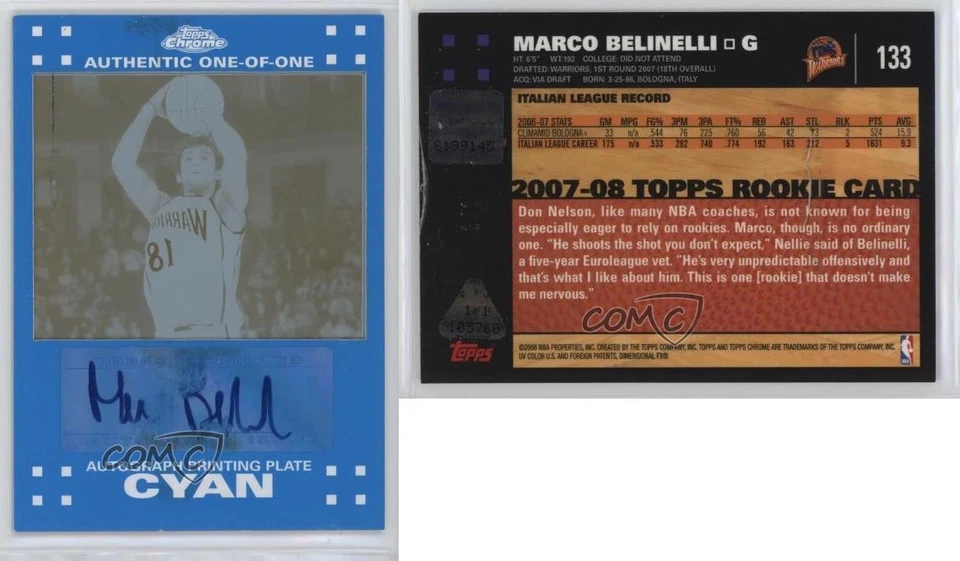 Topps
Chrome
AUTHENTIC ONE-OF-ONE
WARRIORS
18
AUTOGRAPH PRINTING PLATE
CYAN
COMC
MARCO BELINELLI G
HT: 6'5" WT:192 COLLEGE: DID NOT ATTEND
DRAFTED: WARRIORS, 1ST ROUND 2007 (18TH OVERALL)
ACQ: VIA DRAFT BORN: 3-25-86, BOLOGNA, ITALY
WARRIORS
133
ITALIAN LEAGUE RECORD
2006-07 STATS GM MPG FG% 3PM 3PA FT% REB AST STL BLK PTS AVG
CLIMAMIO BOLOGNA 33 n/a .544 76 225 .760 56 42 73 2 524 15.9
ITALIAN LEAGUE CAREER 175 n/a .533 282 740 .774 192 163 212 5 1631 9.3
2007-08 TOPPS ROOKIE CARD
Don Nelson, like many NBA coaches, is not known for being
especially eager to rely on rookies. Marco, though, is no ordinary
one. "He shoots the shot you don't expect," Nellie said of Belinelli,
a five-year Euroleague vet. "He's very unpredictable offensively and
that's what I like about him. This is one [rookie] that doesn't make
me nervous."
1/1
165760
COMC
Topps
©2008 NBA PROPERTIES, INC. CREATED BY THE TOPPS COMPANY, INC. TOPPS AND TOPPS CHROME ARE TRADEMARKS OF THE TOPPS COMPANY, INC.
UV COLOR U.S. AND FOREIGN PATENTS, DIMENSIONAL FX®